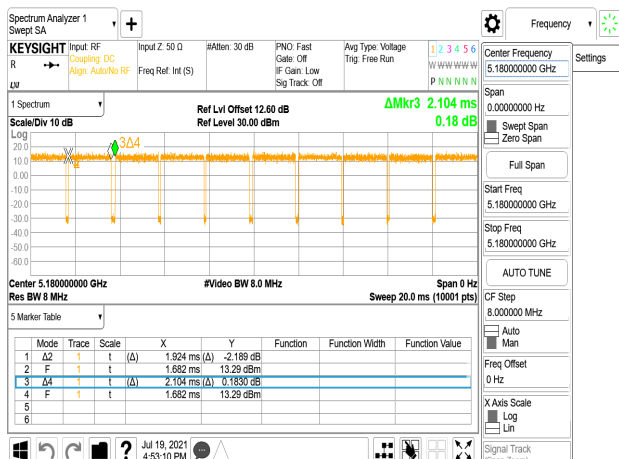 Spectrum Analyzer 1
Swept SA
+
Frequency
KEYSIGHT Input: RF Input Z: 50 Ω #Atten: 30 dB PNO: Fast Avg Type: Voltage 1 2 3 4 5 6
R Coupling: DC Gate: Off Trig: Free Run
Align: Auto/No RF Freq Ref: Int (S) IF Gain: Low W W W W W W
Sig Track: Off P N N N N N
1 Spectrum
Ref Lvl Offset 12.60 dB ΔMkr3 2.104 ms
Scale/Div 10 dB Ref Level 30.00 dBm 0.18 dB
Log
3Δ4
20.0
10.0
0.00
-10.0
-20.0
-30.0
-40.0
-50.0
-60.0
Center 5.180000000 GHz #Video BW 8.0 MHz Span 0 Hz
Res BW 8 MHz Sweep 20.0 ms (10001 pts)
5 Marker Table
Mode Trace Scale X Y Function Function Width Function Value
1 Δ2 1 t (Δ) 1.924 ms (Δ) -2.189 dB
2 F 1 t 1.682 ms 13.29 dBm
3 Δ4 1 t (Δ) 2.104 ms (Δ) 0.1830 dB
4 F 1 t 1.682 ms 13.29 dBm
5
6
? Jul 19, 2021
4:53:10 PM
Center Frequency
5.180000000 GHz
Settings
Span
0.00000000 Hz
Swept Span
Zero Span
Full Span
Start Freq
5.180000000 GHz
Stop Freq
5.180000000 GHz
AUTO TUNE
CF Step
8.000000 MHz
Auto
Man
Freq Offset
0 Hz
X Axis Scale
Log
Lin
Signal Track